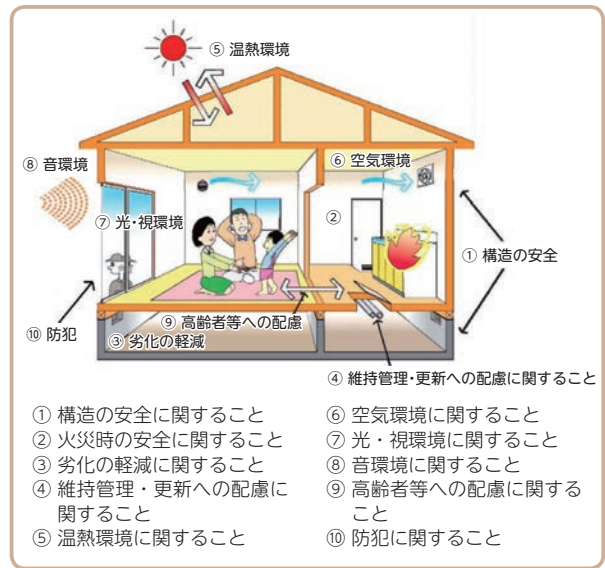 ⑤ 温熱環境
⑧ 音環境
⑥ 空気環境
⑦ 光・視環境
②
① 構造の安全
⑨ 高齢者等への配慮
⑩ 防犯
③ 劣化の軽減
④ 維持管理・更新への配慮に関すること
① 構造の安全に関すること
② 火災時の安全に関すること
③ 劣化の軽減に関すること
④ 維持管理・更新への配慮に
関すること
⑤ 温熱環境に関すること
⑥ 空気環境に関すること
⑦ 光・視環境に関すること
⑧ 音環境に関すること
⑨ 高齢者等への配慮に関する
こと
⑩ 防犯に関すること